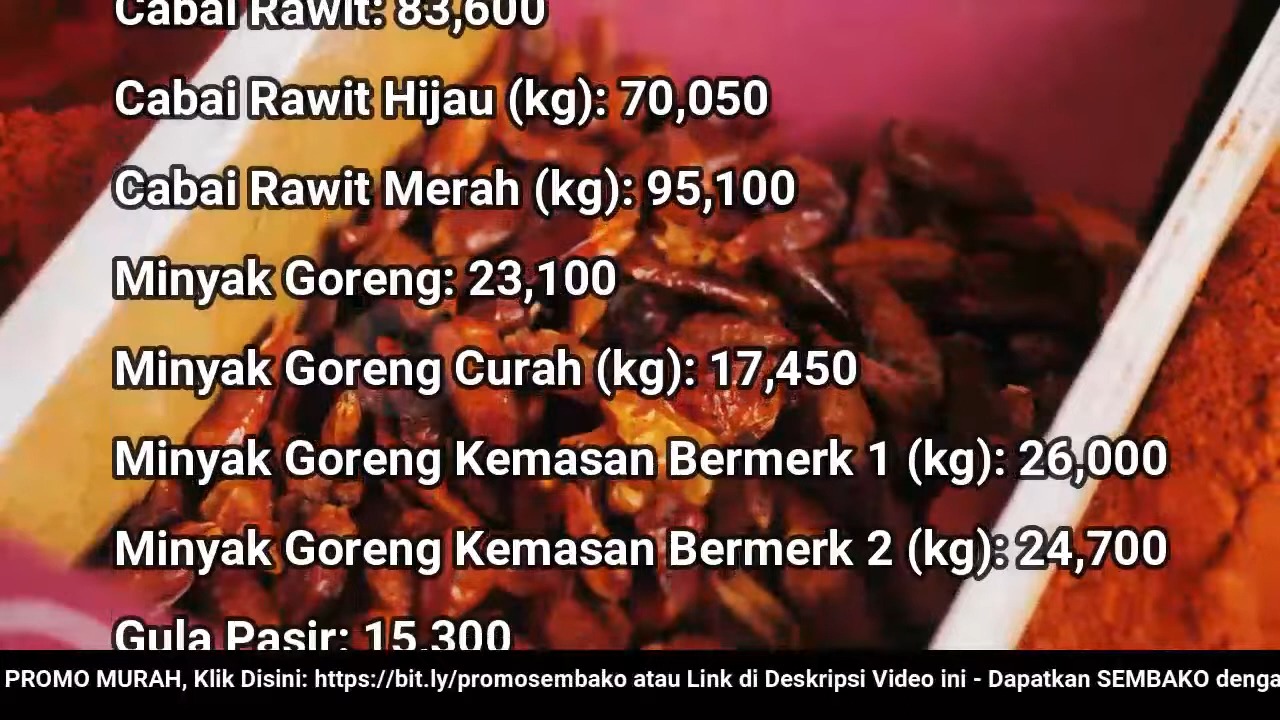 Cabai Rawit: 83,600
Cabai Rawit Hijau (kg): 70,050
Cabai Rawit Merah (kg): 95,100
Minyak Goreng: 23,100
Minyak Goreng Curah (kg): 17,450
Minyak Goreng Kemasan Bermerk 1 (kg): 26,000
Minyak Goreng Kemasan Bermerk 2 (kg): 24,700
Gula Pasir: 15,300
PROMO MURAH, Klik Disini: https://bit.ly/promosembako atau Link di Deskripsi Video ini - Dapatkan SEMBAKO denga